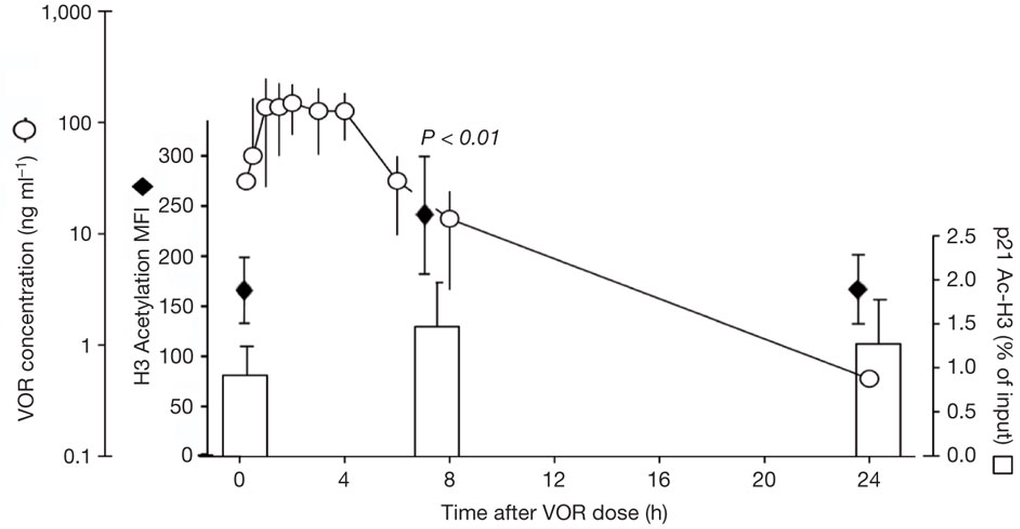 VOR concentration (ng ml⁻¹)
1,000
100
10
1
0.1
H3 Acetylation MFI
300
250
200
150
100
50
0
P < 0.01
2.5
2.0
1.5
1.0
0.5
0.0
p21 Ac-H3 (% of
input)
0 4 8 12 16 20 24
Time after VOR dose (h)